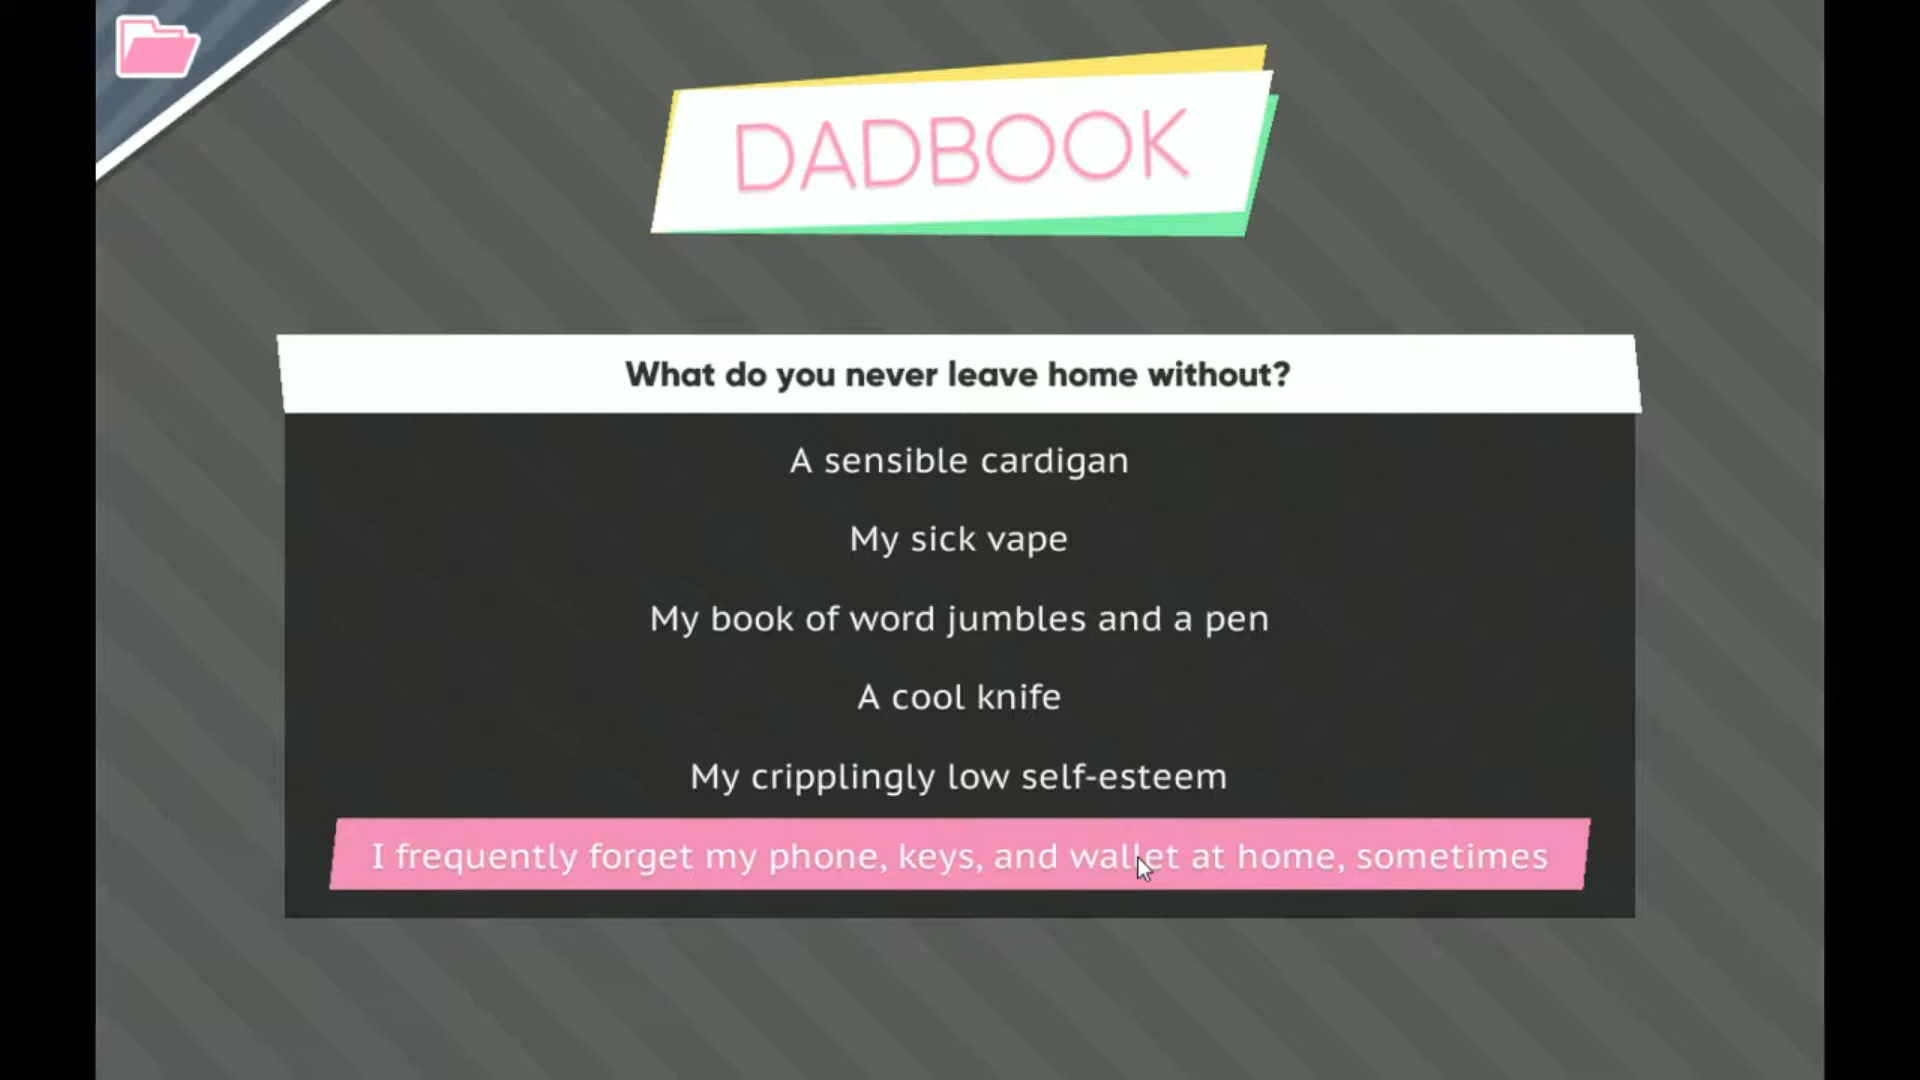 DADBOOK
What do you never leave home without?
A sensible cardigan
My sick vape
My book of word jumbles and a pen
A cool knife
My cripplingly low self-esteem
I frequently forget my phone, keys, and wallet at home, sometimes